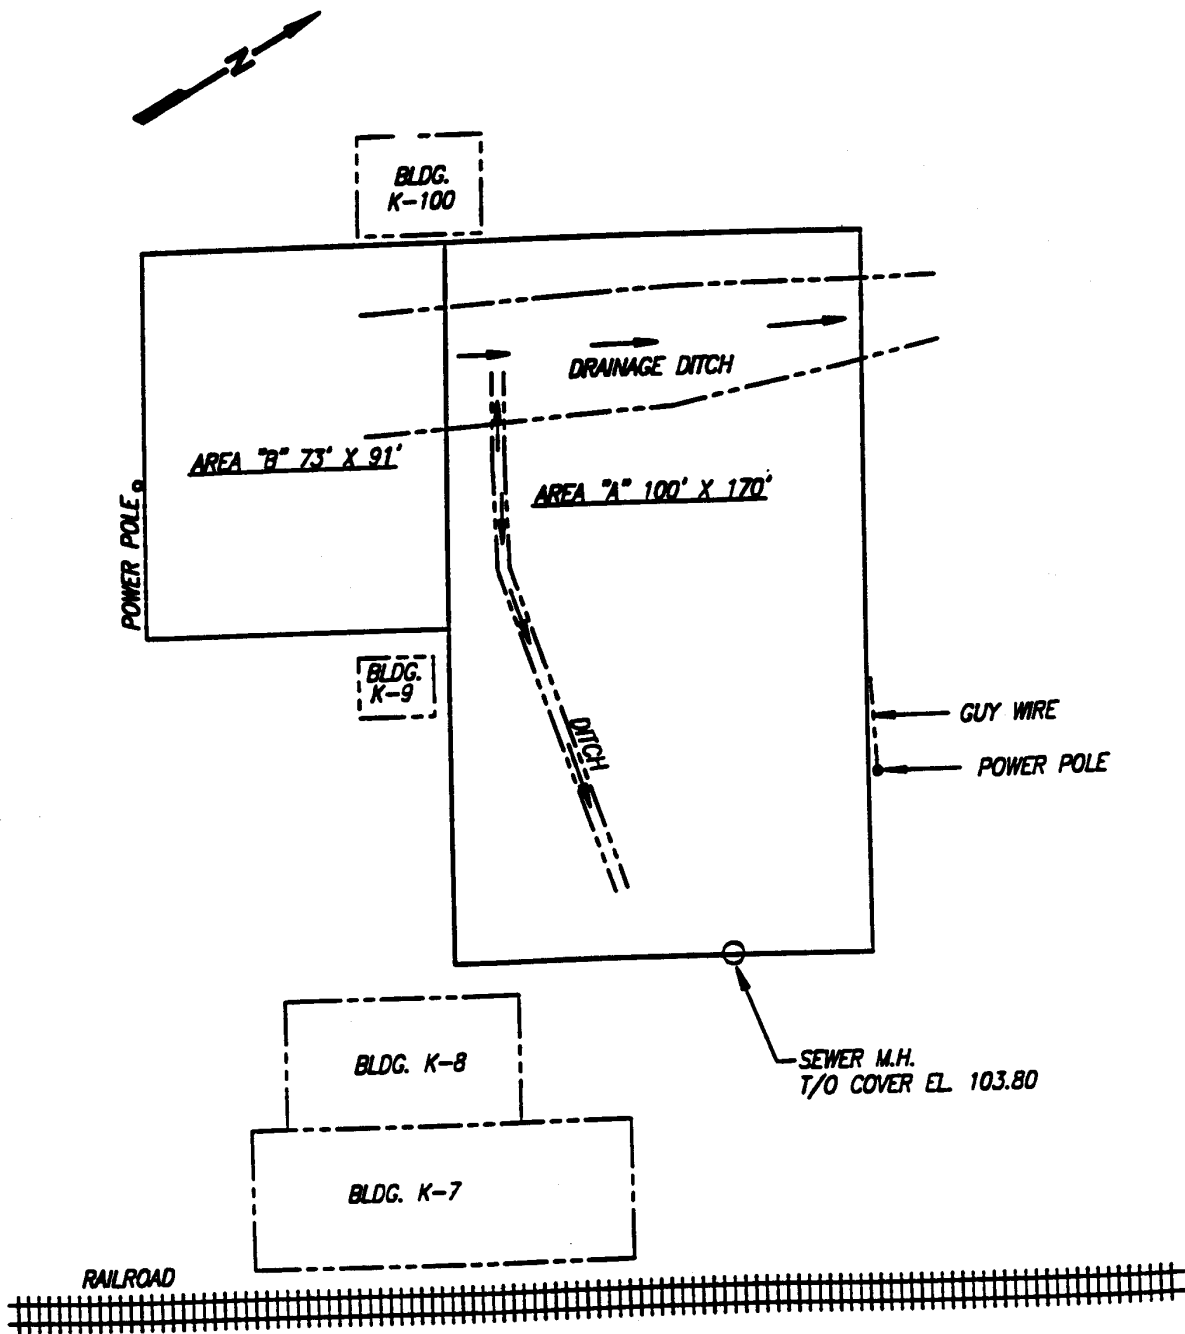 N
BLDG.
K-100
DRAINAGE DITCH
AREA "B" 73' X 91'
AREA "A" 100' X 170'
POWER POLE
BLDG.
K-9
DITCH
GUY WIRE
POWER POLE
SEWER M.H.
T/O COVER EL. 103.80
BLDG. K-8
BLDG. K-7
RAILROAD